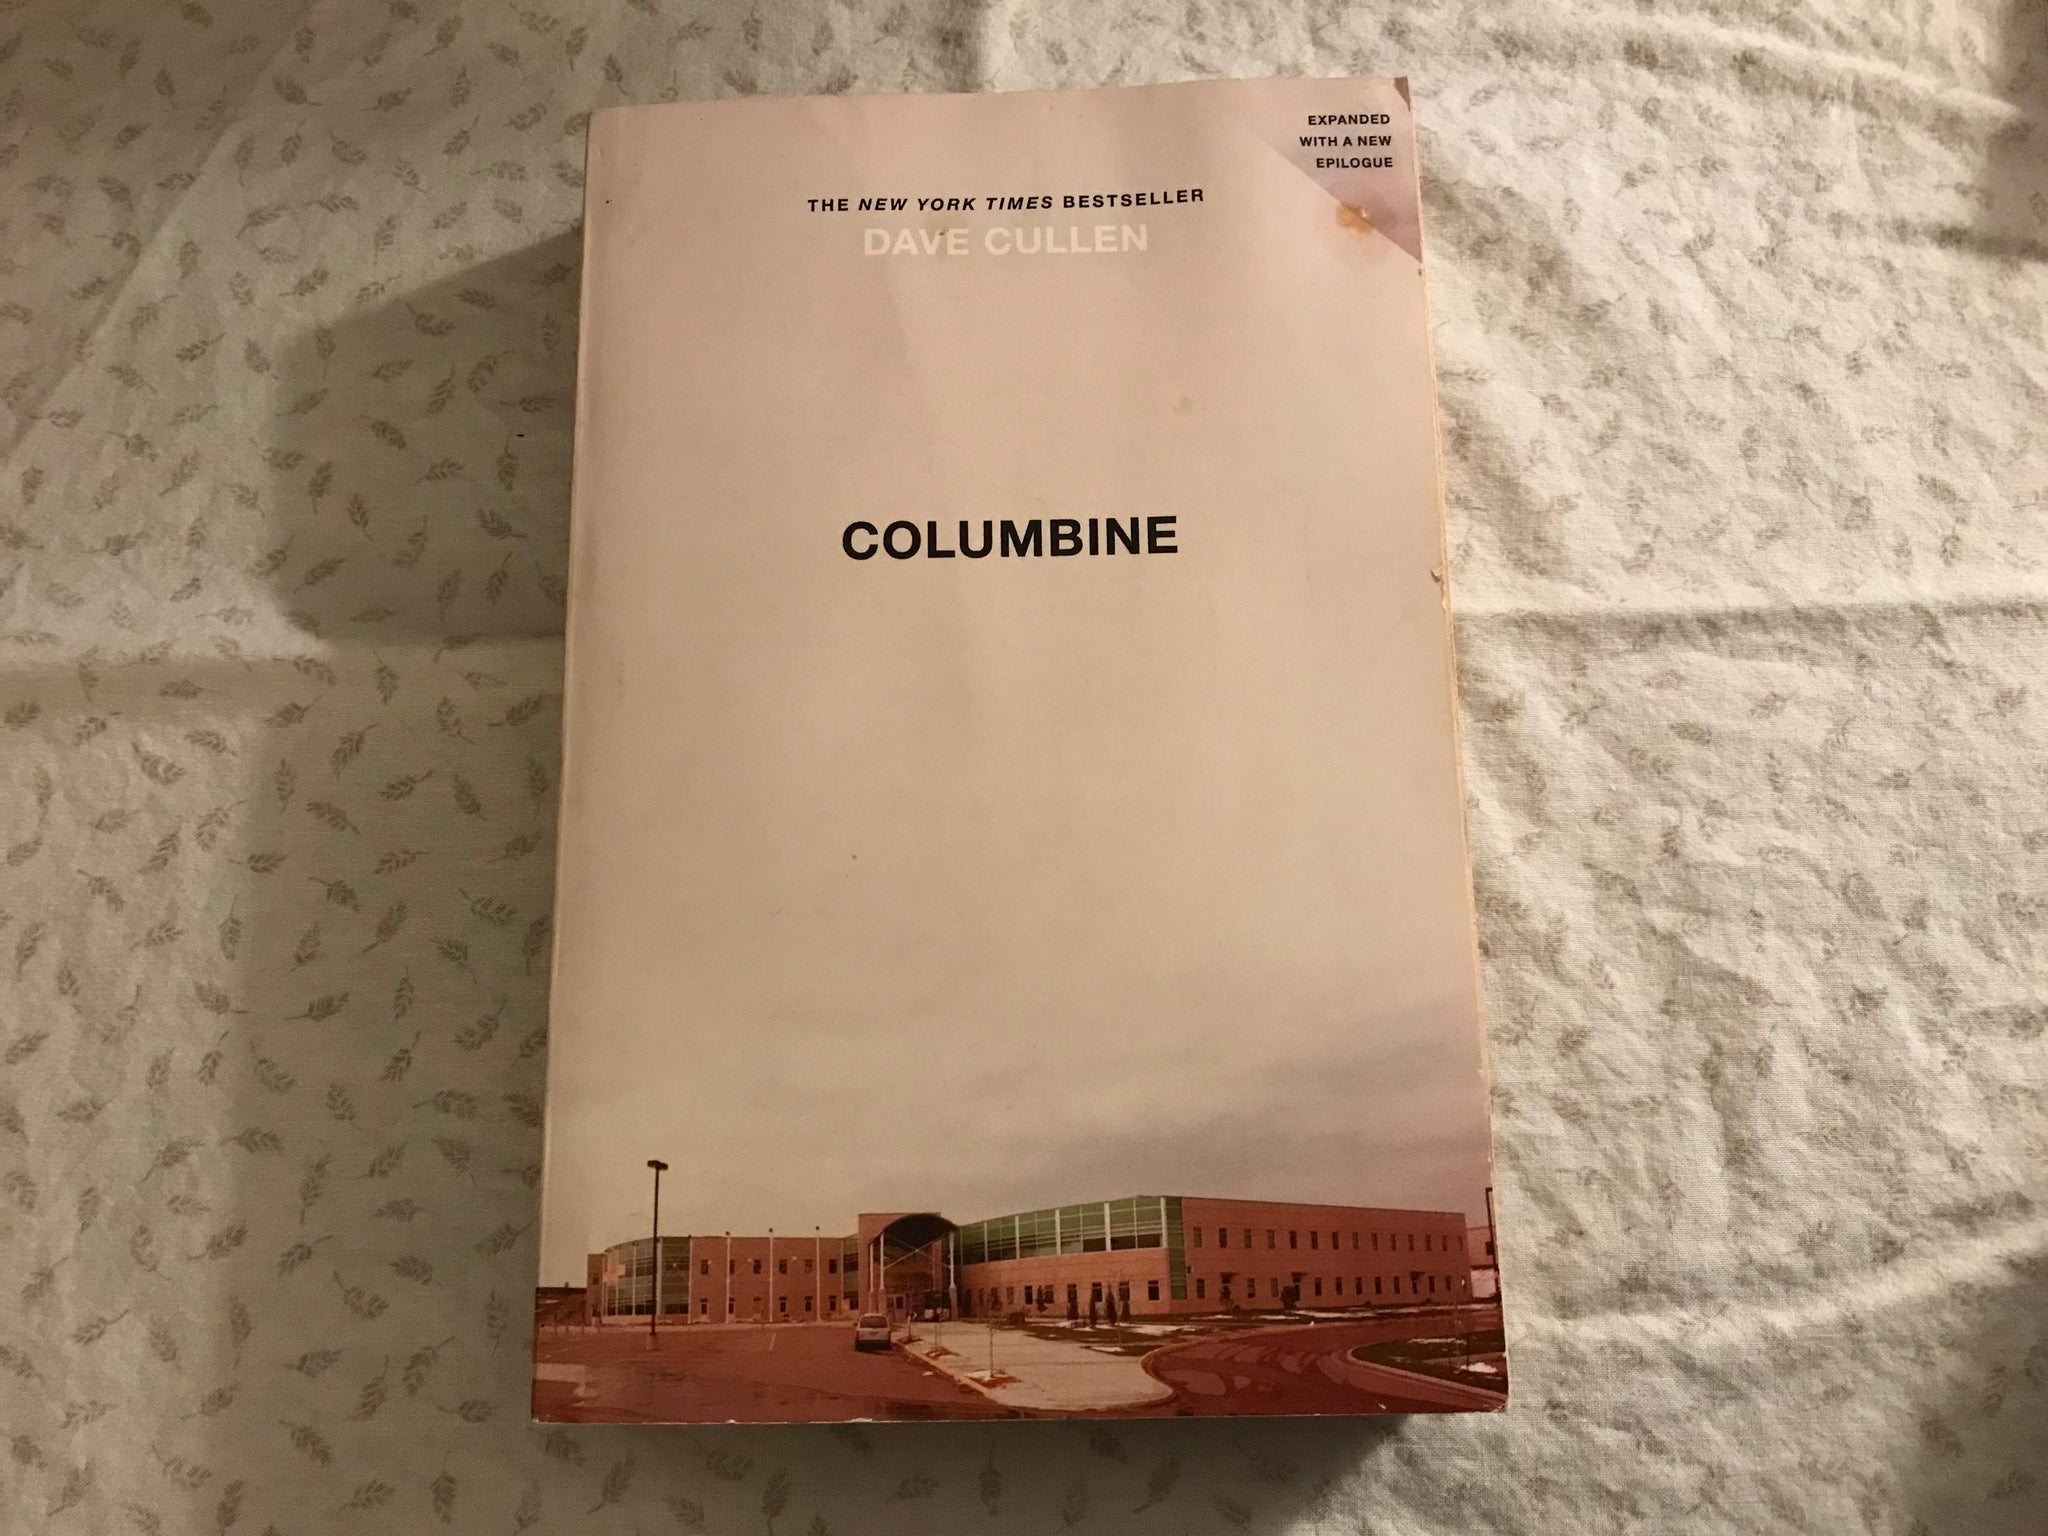 EXPANDED
WITH A NEW
EPILOGUE
THE NEW YORK TIMES BESTSELLER
DAVE CULLEN
COLUMBINE